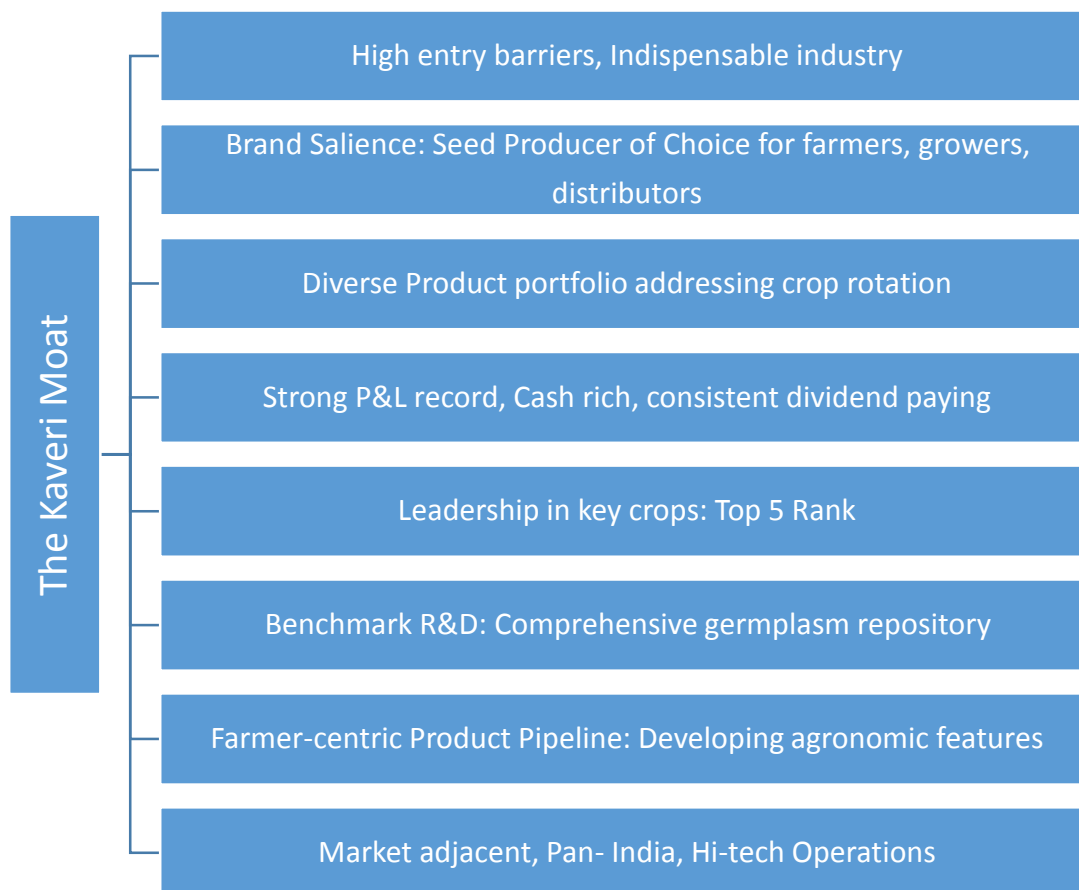 The Kaveri Moat
High entry barriers, Indispensable industry
Brand Salience: Seed Producer of Choice for farmers, growers,
distributors
Diverse Product portfolio addressing crop rotation
Strong P&L record, Cash rich, consistent dividend paying
Leadership in key crops: Top 5 Rank
Benchmark R&D: Comprehensive germplasm repository
Farmer-centric Product Pipeline: Developing agronomic features
Market adjacent, Pan- India, Hi-tech Operations